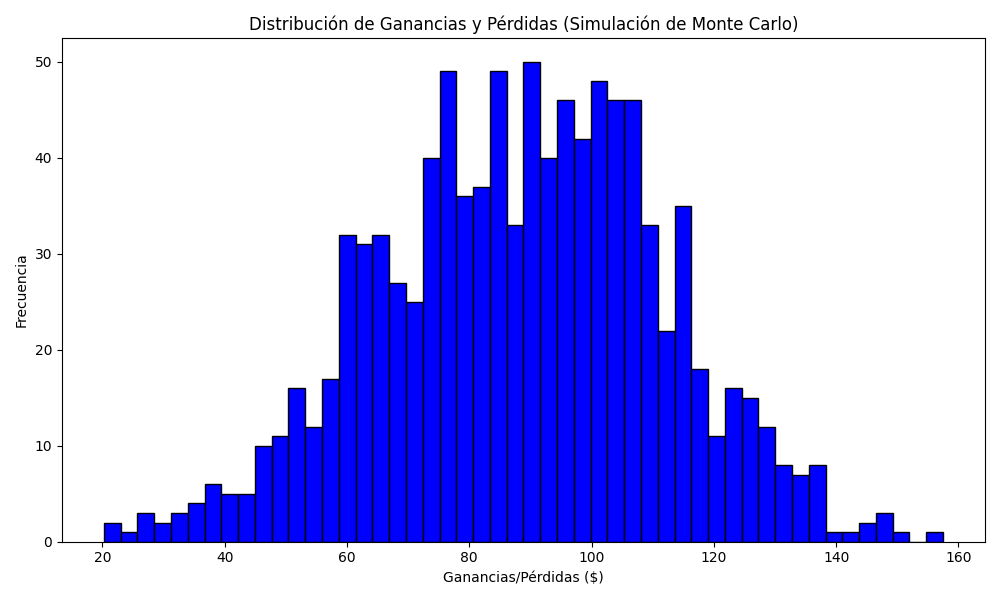 Distribución de Ganancias y Pérdidas (Simulación de Monte Carlo)
50
40
30
20
10
0
Frecuencia
20 40 60 80 100 120 140 160
Ganancias/Pérdidas ($)